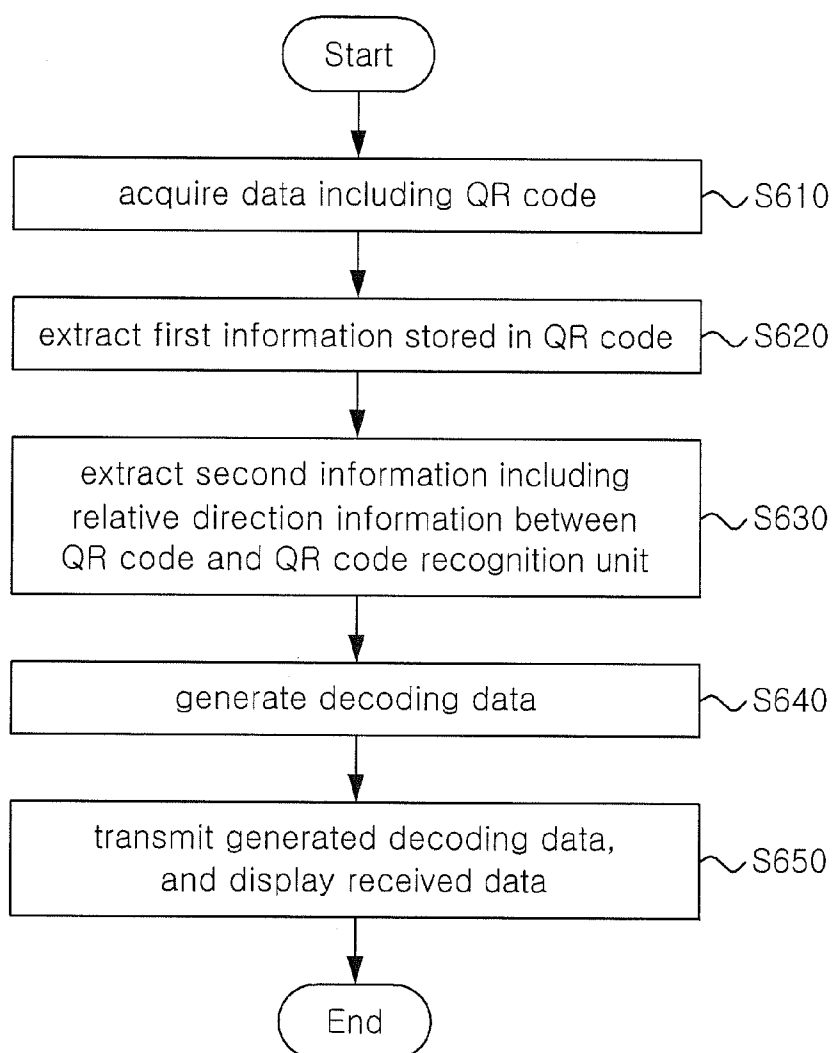 Start
acquire data including QR code
S610
extract first information stored in QR code
S620
extract second information including
relative direction information between
QR code and QR code recognition unit
S630
generate decoding data
S640
transmit generated decoding data,
and display received data
S650
End